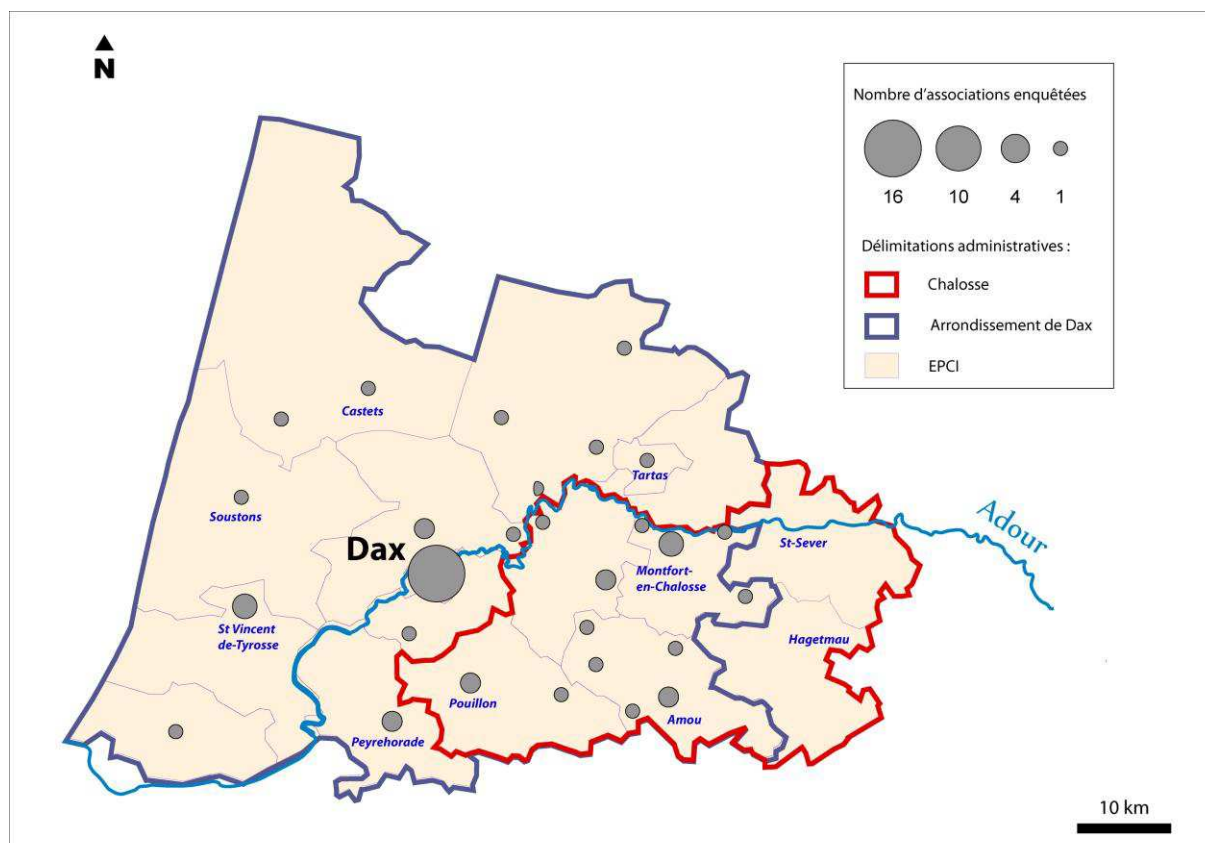 N
Nombre d'associations enquêtées
16 10 4 1
Délimitations administratives :
Chalosse
Arrondissement de Dax
EPCI
Castets
Tartas
Soustons
Adour
St-Sever
Dax
Montfort-
en-Chalosse
St Vincent
de-Tyrosse
Hagetmau
Pouillon
Amou
Peyrehorade
10 km